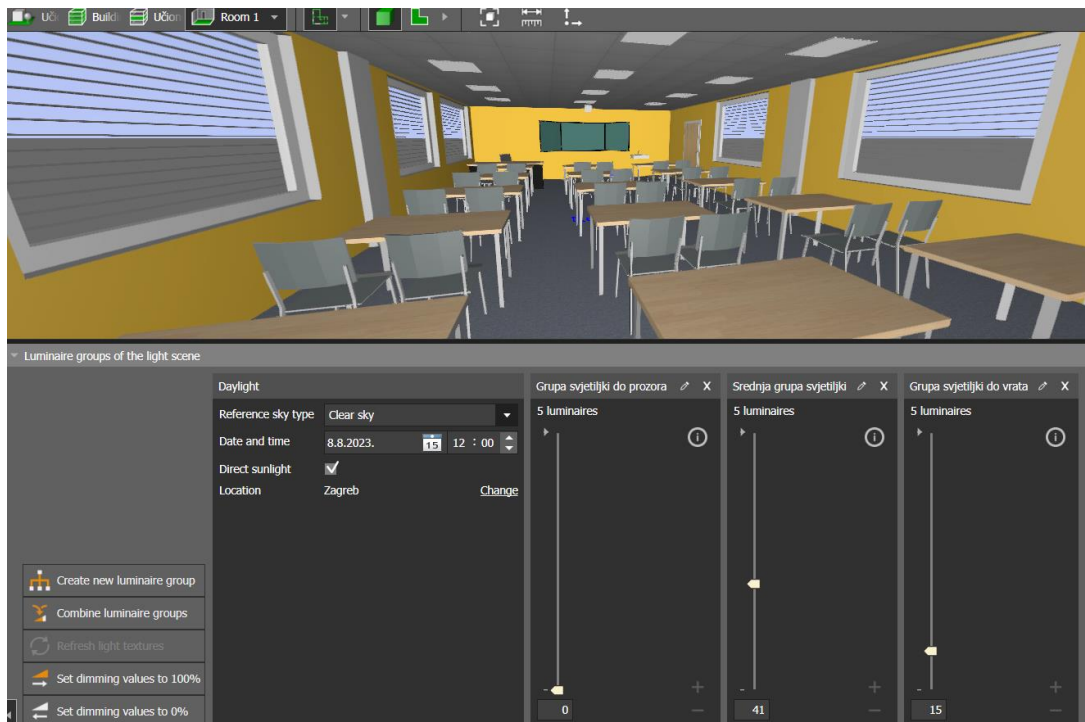 Uči Buildi Učion Room 1
Luminaire groups of the light scene
Daylight
Reference sky type Clear sky
Date and time 8.8.2023. 15 12 : 00
Direct sunlight
Location Zagreb Change
Grupa svjetiljki do prozora X
5 luminaires
0
Srednja grupa svjetiljki X
5 luminaires
41
Grupa svjetiljki do vrata X
5 luminaires
15
Create new luminaire group
Combine luminaire groups
Refresh light textures
Set dimming values to 100%
Set dimming values to 0%